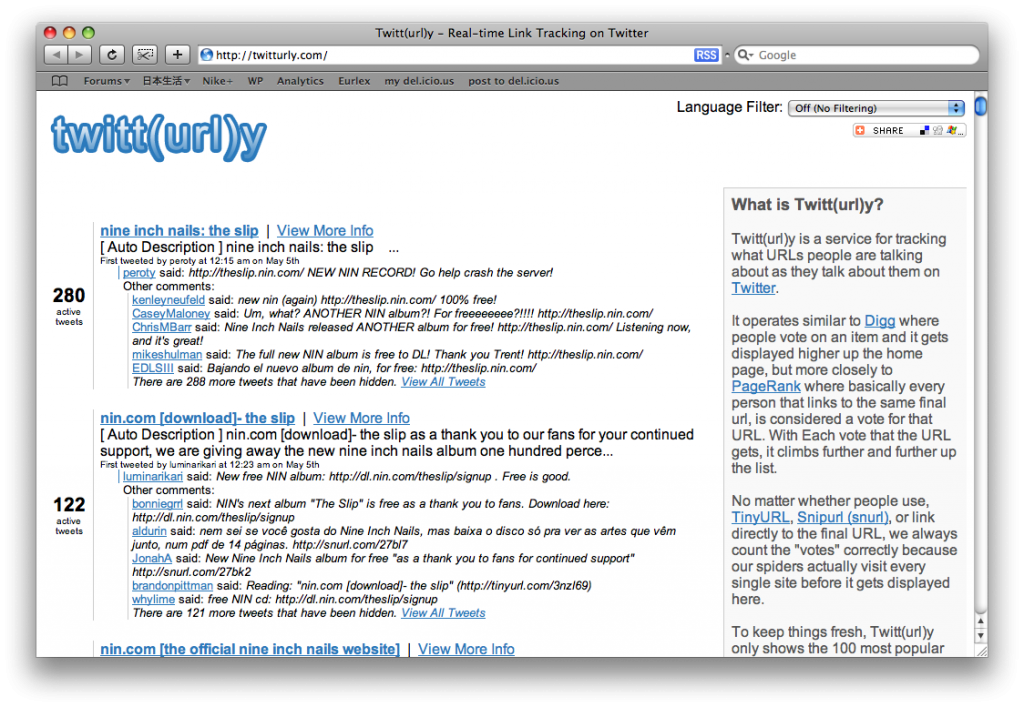 Twitt(url)y - Real-time Link Tracking on Twitter
http://twitturly.com/
RSS
Google
Forums
日本生活
Nike+
WP
Analytics
Eurlex
my del.icio.us
post to del.icio.us
Language Filter: Off (No Filtering)
SHARE
twitt(url)y
280
active
tweets
nine inch nails: the slip | View More Info
[ Auto Description ] nine inch nails: the slip ...
First tweeted by peroty at 12:15 am on May 5th
peroty said: http://theslip.nin.com/ NEW NIN RECORD! Go help crash the server!
Other comments:
kenleyneufeld said: new nin (again) http://theslip.nin.com/ 100% free!
CaseyMaloney said: Um, what? ANOTHER NIN album?! For freeeeeeee?!!!! http://theslip.nin.com/
ChrisMBarr said: Nine Inch Nails released ANOTHER album for free! http://theslip.nin.com/ Listening now,
and it's great!
mikeshulman said: The full new NIN album is free to DL! Thank you Trent! http://theslip.nin.com/
EDLSIII said: Bajando el nuevo album de nin, for free: http://theslip.nin.com/
There are 288 more tweets that have been hidden. View All Tweets
122
active
tweets
nin.com [download]- the slip | View More Info
[ Auto Description ] nin.com [download]- the slip as a thank you to our fans for your continued
support, we are giving away the new nine inch nails album one hundred perce...
First tweeted by luminarikari at 12:23 am on May 5th
luminarikari said: New free NIN album: http://dl.nin.com/theslip/signup . Free is good.
Other comments:
bonniegrrl said: NIN's next album "The Slip" is free as a thank you to fans. Download here:
http://dl.nin.com/theslip/signup
aldurin said: nem sei se você gosta do Nine Inch Nails, mas baixa o disco só pra ver as artes que vêm
junto, num pdf de 14 páginas. http://snurl.com/27bl7
JonahA said: New Nine Inch Nails album for free "as a thank you to fans for continued support"
http://snurl.com/27bk2
brandonpittman said: Reading: "nin.com [download]- the slip" (http://tinyurl.com/3nzl69)
whylime said: free NIN cd: http://dl.nin.com/theslip/signup
There are 121 more tweets that have been hidden. View All Tweets
nin.com [the official nine inch nails website] | View More Info
What is Twitt(url)y?
Twitt(url)y is a service for tracking
what URLs people are talking
about as they talk about them on
Twitter.
It operates similar to Digg where
people vote on an item and it gets
displayed higher up the home
page, but more closely to
PageRank where basically every
person that links to the same final
url, is considered a vote for that
URL. With Each vote that the URL
gets, it climbs further and further up
the list.
No matter whether people use,
TinyURL, Snipurl (snurl), or link
directly to the final URL, we always
count the "votes" correctly because
our spiders actually visit every
single site before it gets displayed
here.
To keep things fresh, Twitt(url)y
only shows the 100 most popular